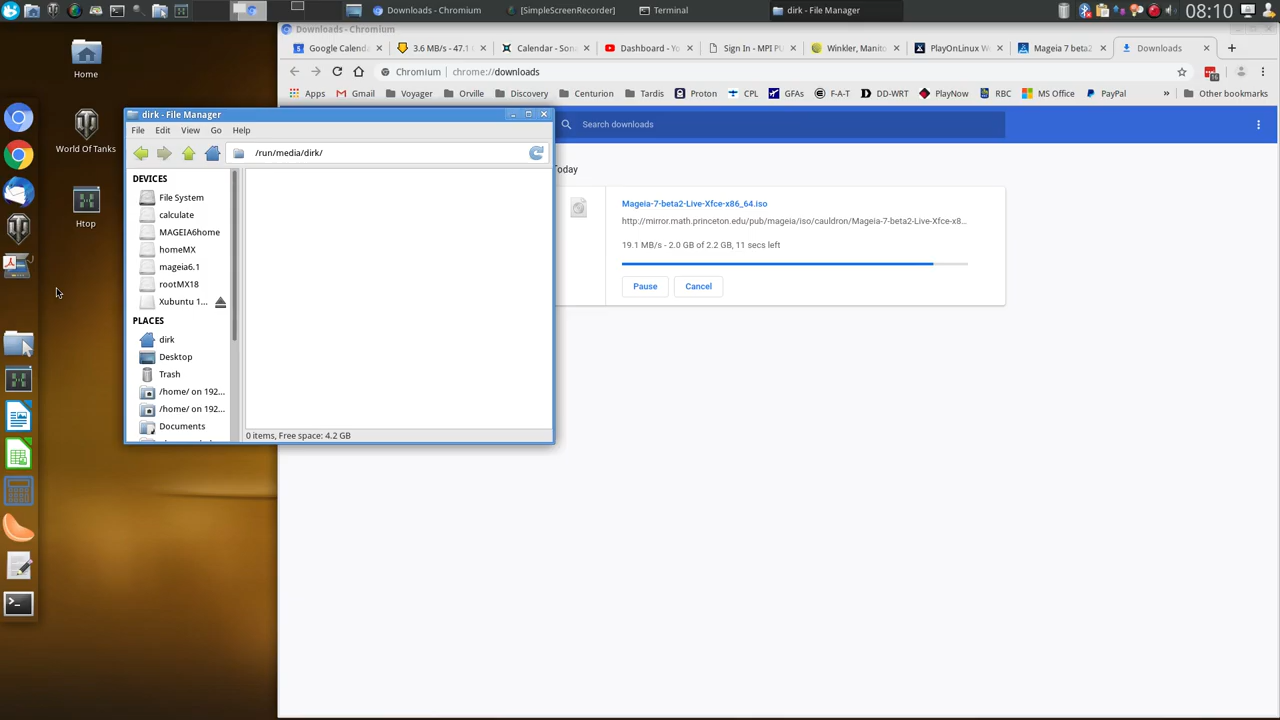 Downloads - Chromium
[SimpleScreenRecorder]
Terminal
dirk - File Manager
08:10
Downloads - Chromium
Google Calend
3.6 MB/s - 47.1
Calendar - Son
Dashboard - Yo
Sign In - MPI PL
Winkler, Manito
PlayOnLinux W
Mageia 7 beta2
Downloads
Chromium | chrome://downloads
Apps
Gmail
Voyager
Orville
Discovery
Centurion
Tardis
Proton
CPL
GFAs
F-A-T
DD-WRT
PlayNow
RBC
MS Office
PayPal
»
Other bookmarks
Home
World Of Tanks
Htop
dirk - File Manager
File
Edit
View
Go
Help
/run/media/dirk/
DEVICES
File System
calculate
MAGEIA6home
homeMX
mageia6.1
rootMX18
Xubuntu 1...
PLACES
dirk
Desktop
Trash
/home/ on 192...
/home/ on 192...
Documents
0 items, Free space: 4.2 GB
Search downloads
Today
Mageia-7-beta2-Live-Xfce-x86_64.iso
http://mirror.math.princeton.edu/pub/mageia/iso/cauldron/Mageia-7-beta2-Live-Xfce-x8...
19.1 MB/s - 2.0 GB of 2.2 GB, 11 secs left
Pause
Cancel